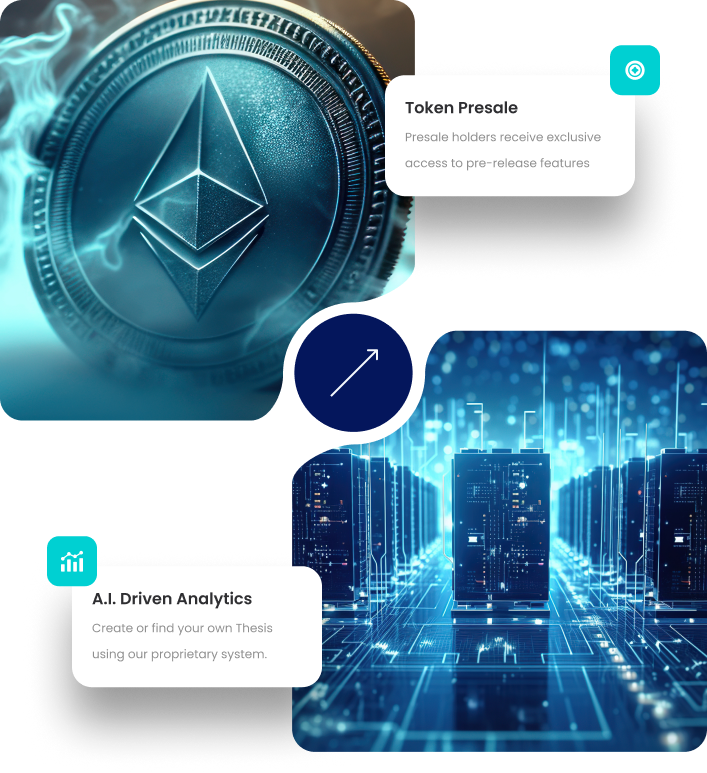 Token Presale
Presale holders receive exclusive
access to pre-release features
A.I. Driven Analytics
Create or find your own Thesis
using our proprietary system.